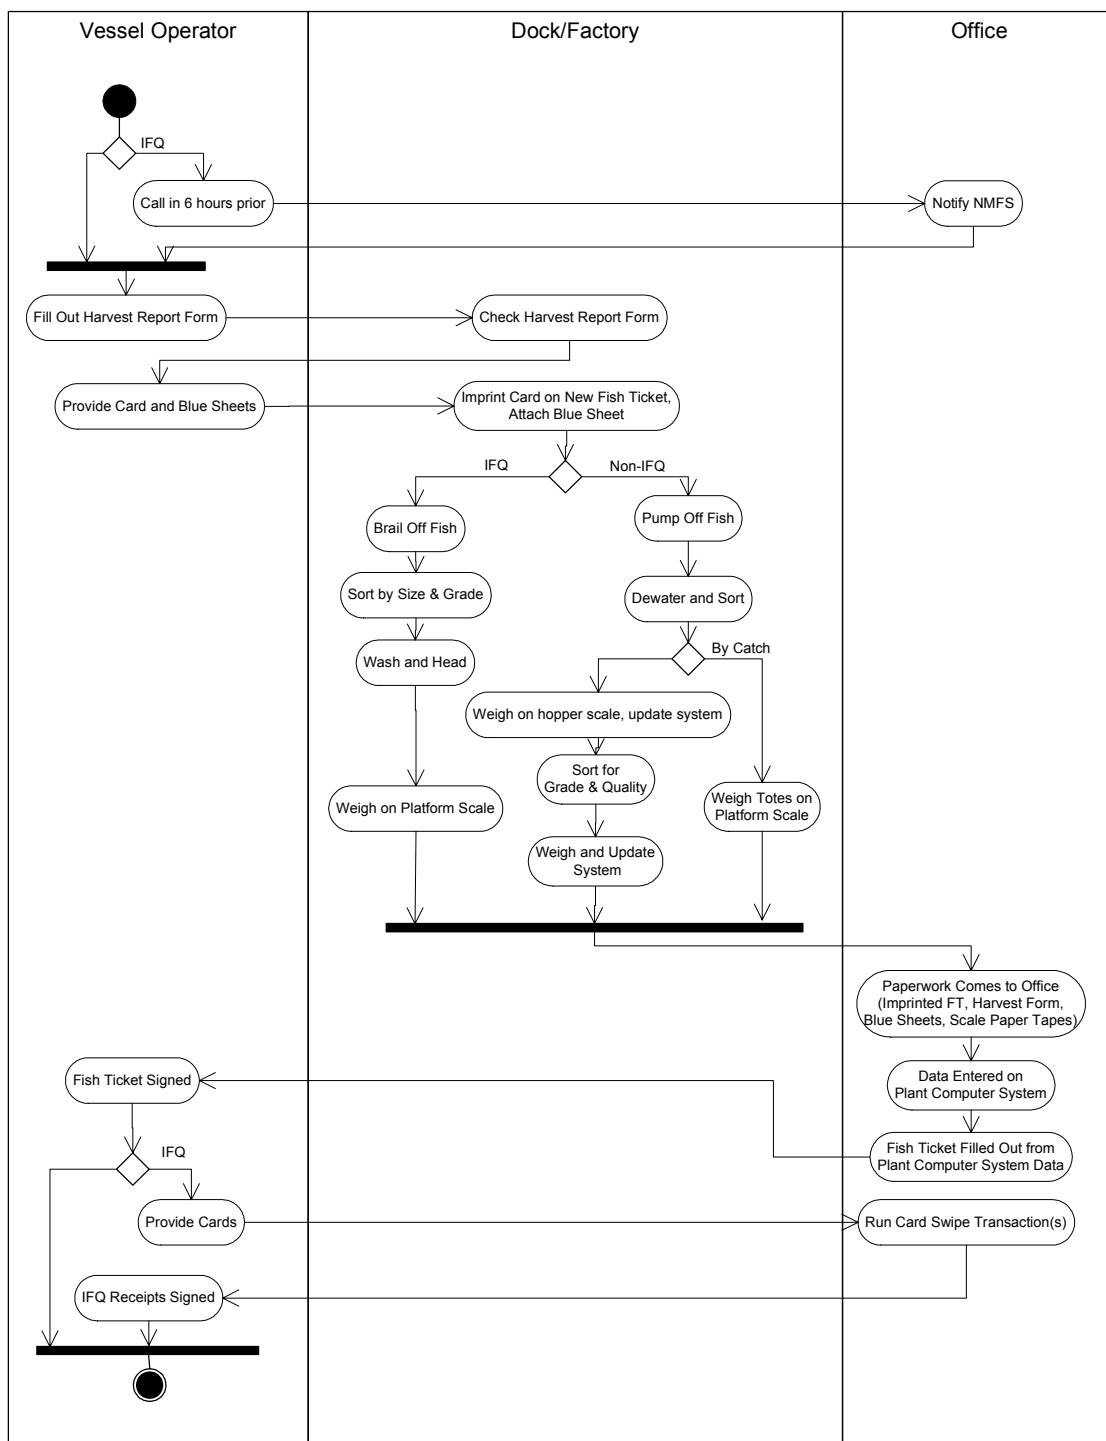 Vessel Operator
Dock/Factory
Office
IFQ
Call in 6 hours prior
Notify NMFS
Fill Out Harvest Report Form
Check Harvest Report Form
Provide Card and Blue Sheets
Imprint Card on New Fish Ticket,
Attach Blue Sheet
IFQ
Non-IFQ
Brail Off Fish
Pump Off Fish
Sort by Size & Grade
Dewater and Sort
By Catch
Wash and Head
Weigh on hopper scale, update system
Sort for
Grade & Quality
Weigh on Platform Scale
Weigh Totes on
Platform Scale
Weigh and Update
System
Paperwork Comes to Office
(Imprinted FT, Harvest Form,
Blue Sheets, Scale Paper Tapes)
Fish Ticket Signed
Data Entered on
Plant Computer System
IFQ
Fish Ticket Filled Out from
Plant Computer System Data
Provide Cards
Run Card Swipe Transaction(s)
IFQ Receipts Signed